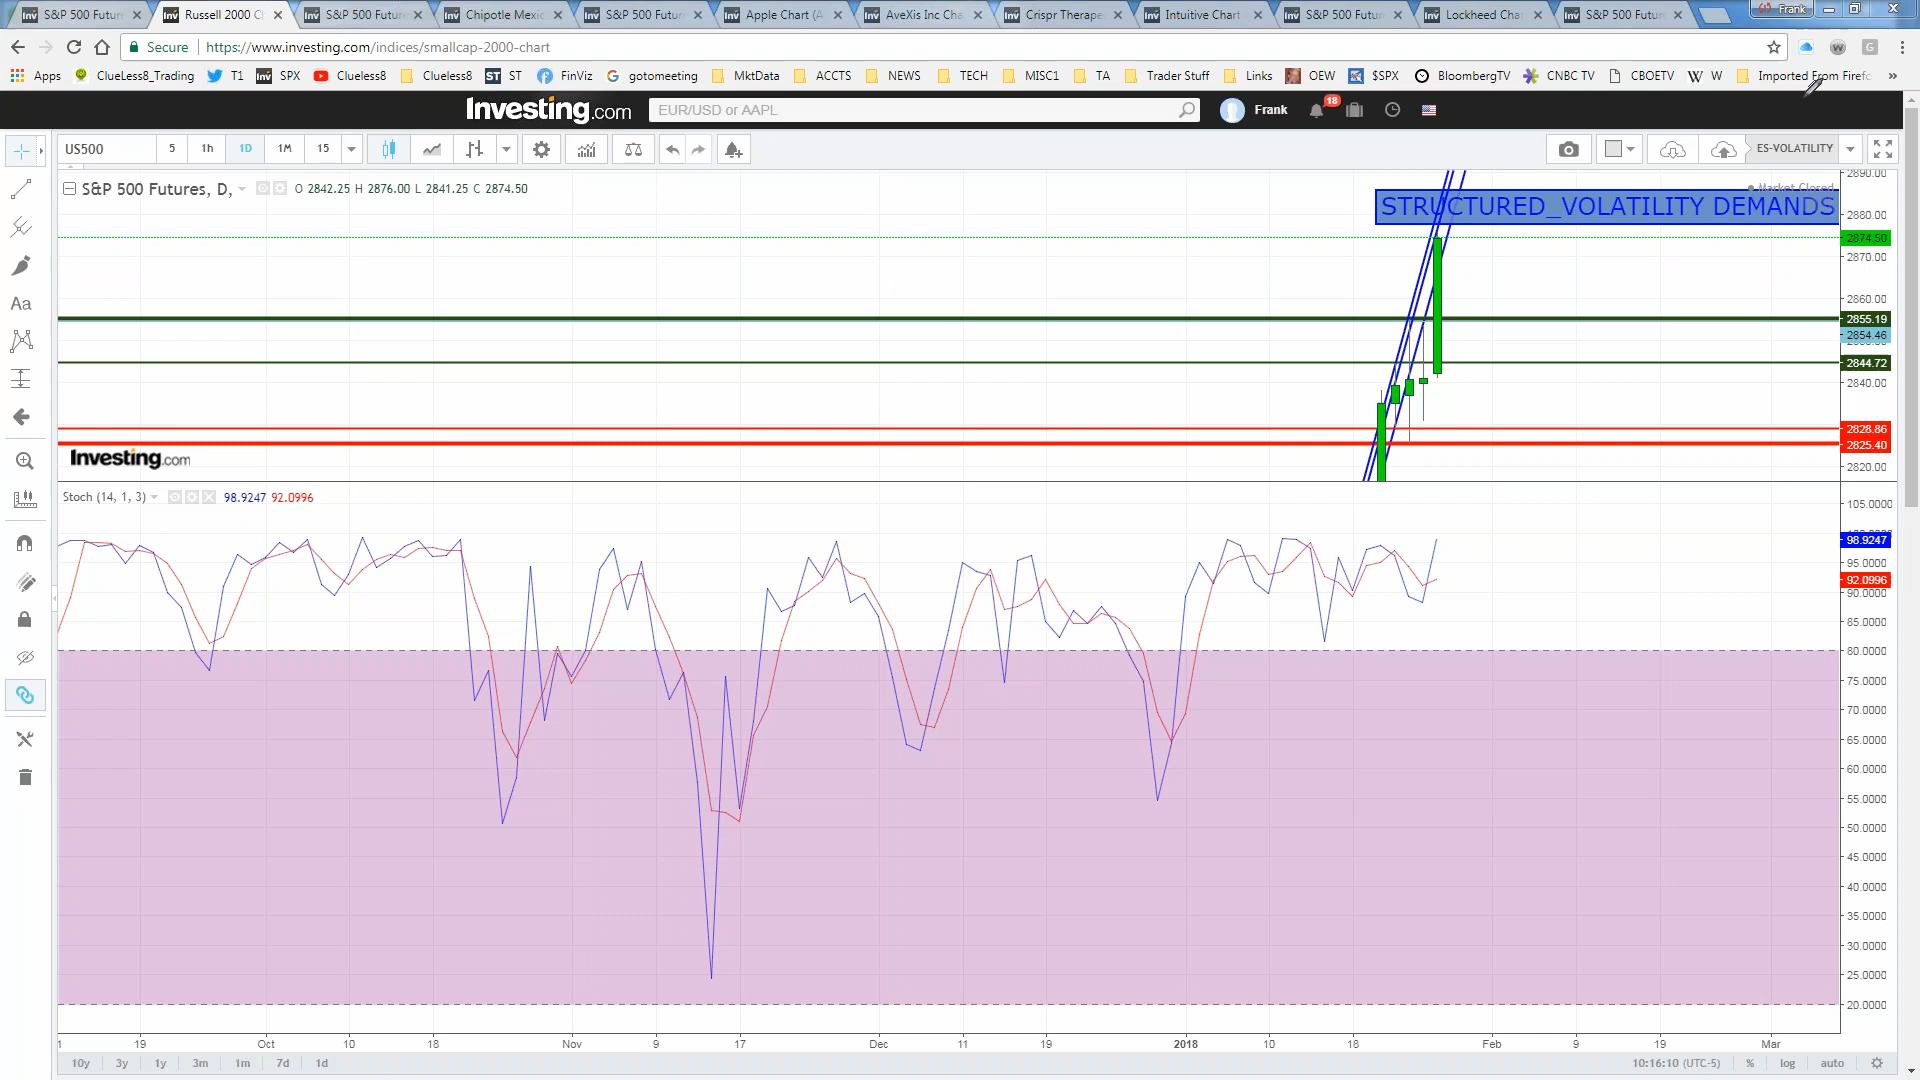 S&P 500 Futur
Russell 2000 C
S&P 500 Futur
Chipotle Mexic
S&P 500 Futur
Apple Chart (A
AveXis Inc Cha
Crispr Therape
Intuitive Chart
S&P 500 Futur
Lockheed Cha
S&P 500 Futur
Frank
Secure
https://www.investing.com/indices/smallcap-2000-chart
Apps
ClueLess8_Trading
T1
SPX
Clueless8
Clueless8
ST ST
FinViz
gotomeeting
MktData
ACCTS
NEWS
TECH
MISC1
TA
Trader Stuff
Links
OEW
$SPX
BloombergTV
CNBC TV
CBOETV
W W
Imported From Firefo
Investing.com
EUR/USD or AAPL
Frank
18
US500
5
1h
1D
1M
15
ES-VOLATILITY
S&P 500 Futures, D,
O 2842.25 H 2876.00 L 2841.25 C 2874.50
Market Closed
STRUCTURED_VOLATILITY DEMANDS
2890.00
2880.00
2874.50
2870.00
2860.00
2855.19
2854.46
2844.72
2840.00
2828.86
2825.40
2820.00
Investing.com
Stoch (14, 1, 3)
98.9247 92.0996
105.0000
98.9247
95.0000
92.0996
90.0000
85.0000
80.0000
75.0000
70.0000
65.0000
60.0000
55.0000
50.0000
45.0000
40.0000
35.0000
30.0000
25.0000
20.0000
1 19 Oct 10 18 Nov 9 17 Dec 11 19 2018 10 18 Feb 9 19 Mar
10y 3y 1y 3m 1m 7d 1d
10:16:10 (UTC-5) % log auto